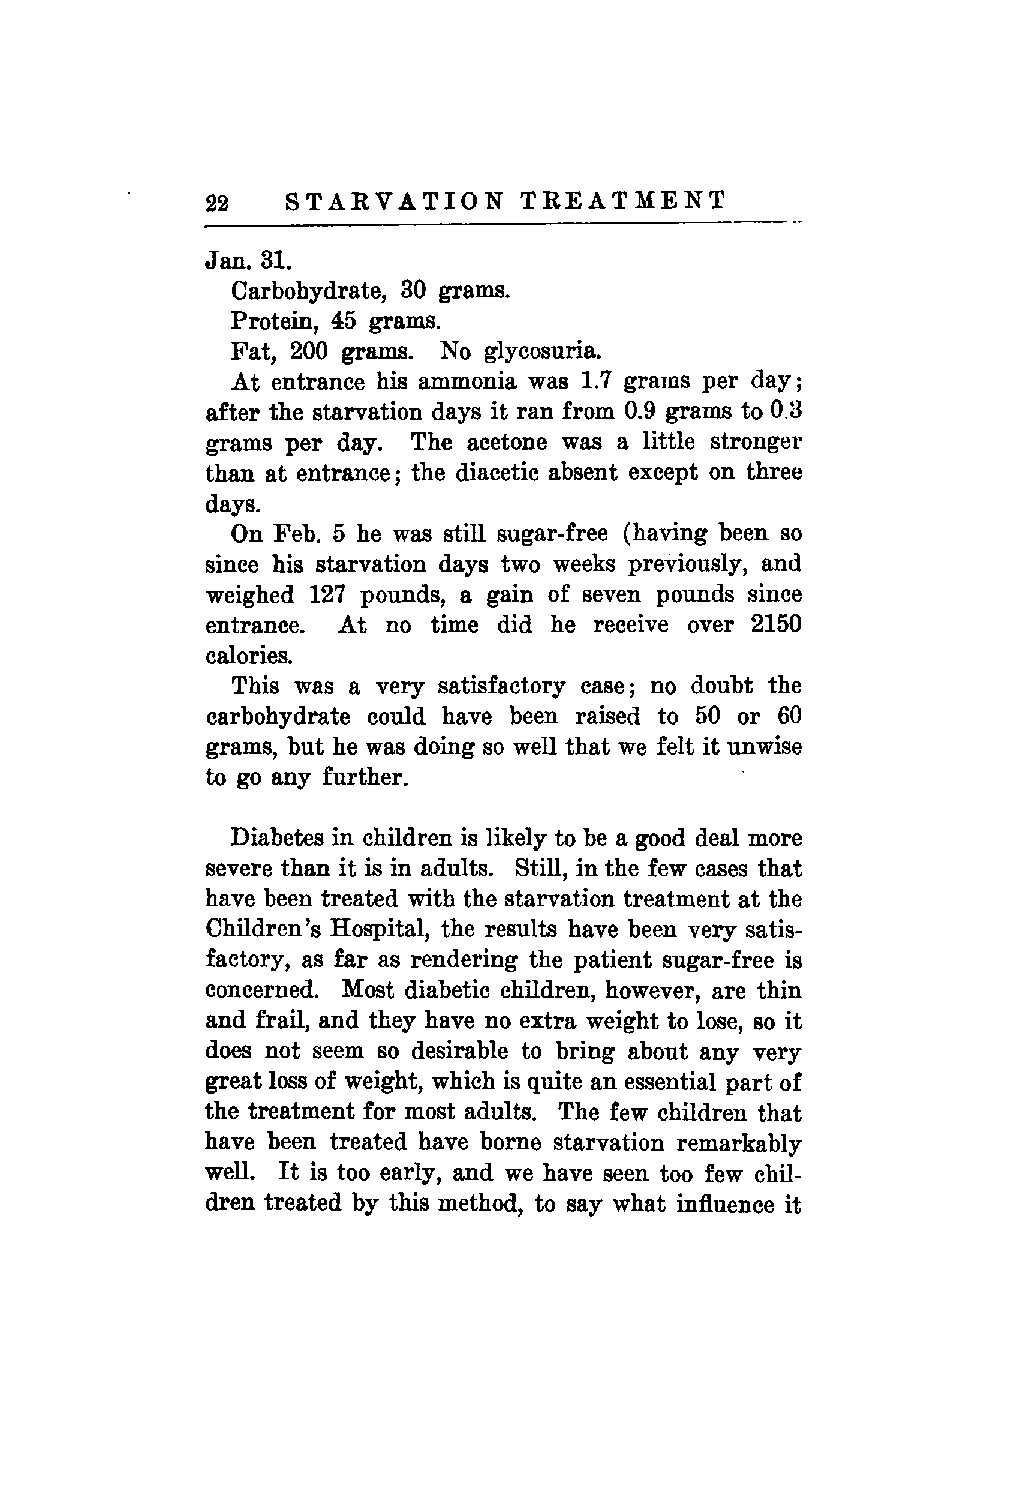 22 STARVATION TREATMENT
Jan. 31.
Carbohydrate, 30 grams.
Protein, 45 grams.
Fat, 200 grams. No glycosuria.
At entrance his ammonia was 1.7 grams per day;
after the starvation days it ran from 0.9 grams to 0.3
grams per day. The acetone was a little stronger
than at entrance; the diacetic absent except on three
days.
On Feb. 5 he was still sugar-free (having been so
since his starvation days two weeks previously, and
weighed 127 pounds, a gain of seven pounds since
entrance. At no time did he receive over 2150
calories.
This was a very satisfactory case; no doubt the
carbohydrate could have been raised to 50 or 60
grams, but he was doing so well that we felt it unwise
to go any further.
Diabetes in children is likely to be a good deal more
severe than it is in adults. Still, in the few cases that
have been treated with the starvation treatment at the
Children's Hospital, the results have been very satis-
factory, as far as rendering the patient sugar-free is
concerned. Most diabetic children, however, are thin
and frail, and they have no extra weight to lose, so it
does not seem so desirable to bring about any very
great loss of weight, which is quite an essential part of
the treatment for most adults. The few children that
have been treated have borne starvation remarkably
well. It is too early, and we have seen too few chil-
dren treated by this method, to say what influence it